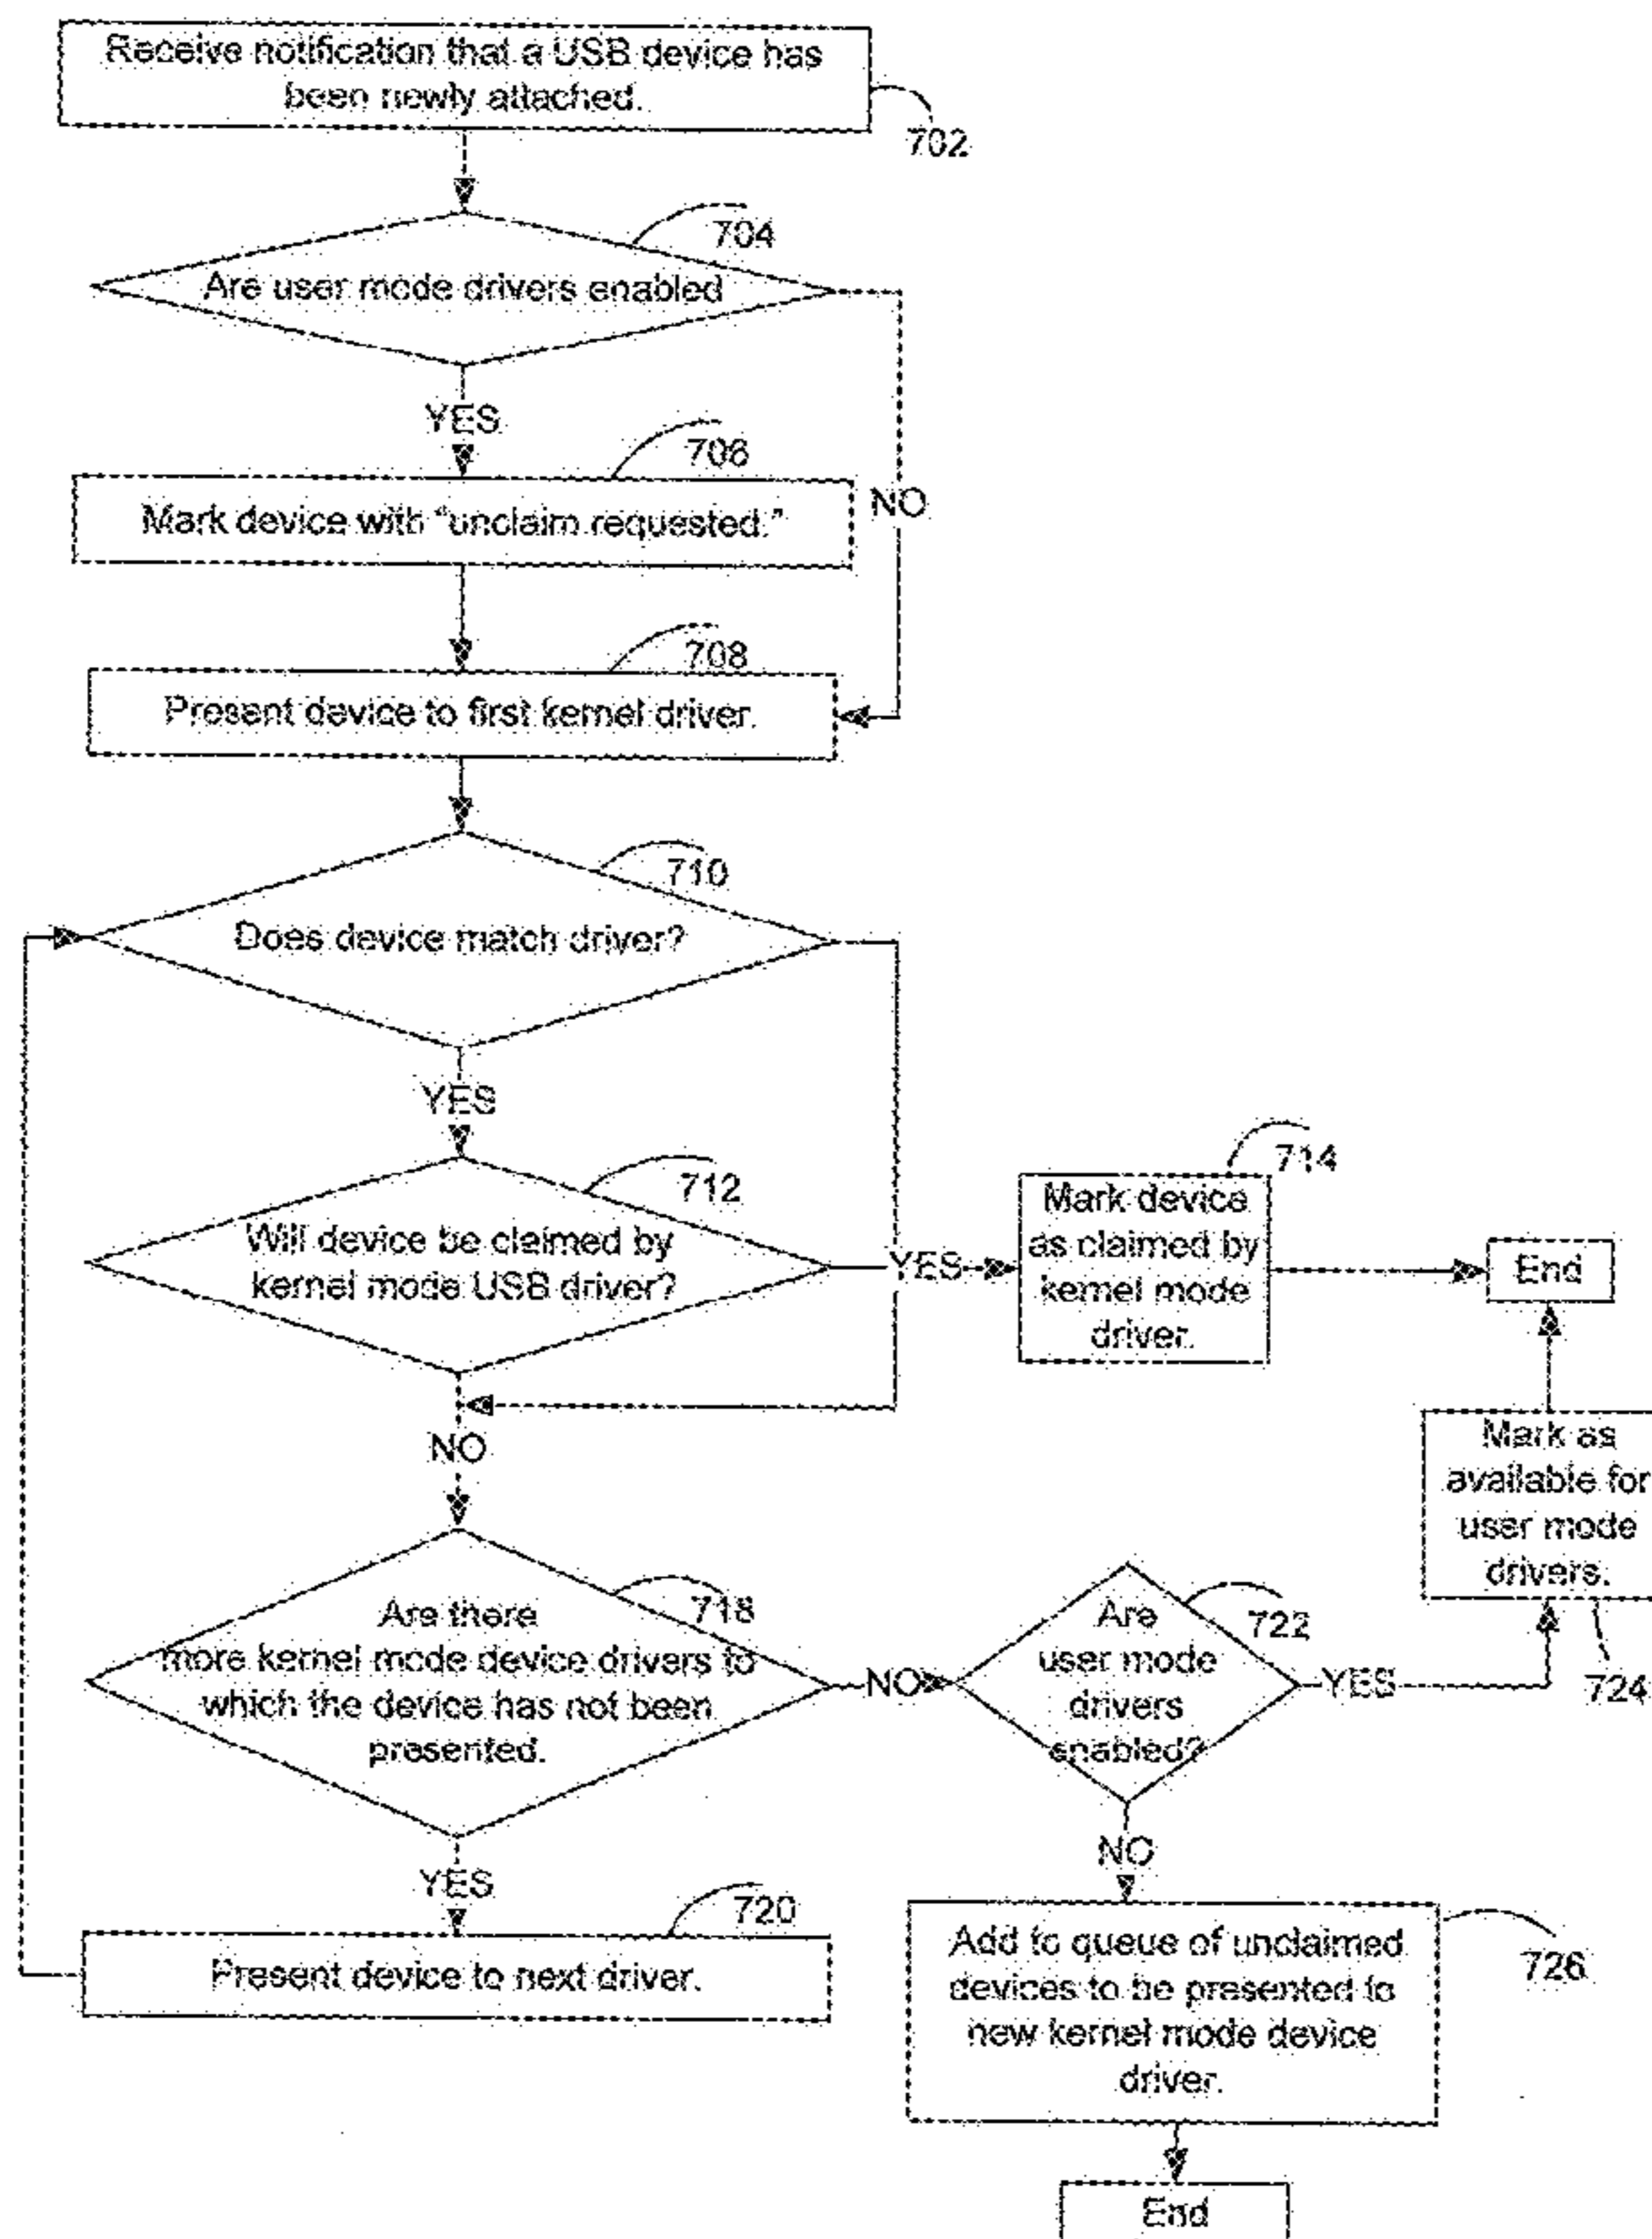 Receive notification that a USB device has
been newly attached.
702
704
Are user mode drivers enabled
YES
706
NO
Mark device with "unclaim requested."
708
Present device to first kernel driver.
710
Does device match driver?
YES
712
Will device be claimed by
kernel mode USB driver?
YES
714
Mark device
as claimed by
kernel mode
driver.
End
NO
Mark as
available for
user mode
drivers.
724
718
Are there
more kernel mode device drivers to
which the device has not been
presented.
NO
722
Are
user mode
drivers
enabled?
YES
YES
720
Present device to next driver.
NO
726
Add to queue of unclaimed
devices to be presented to
new kernel mode device
driver.
End